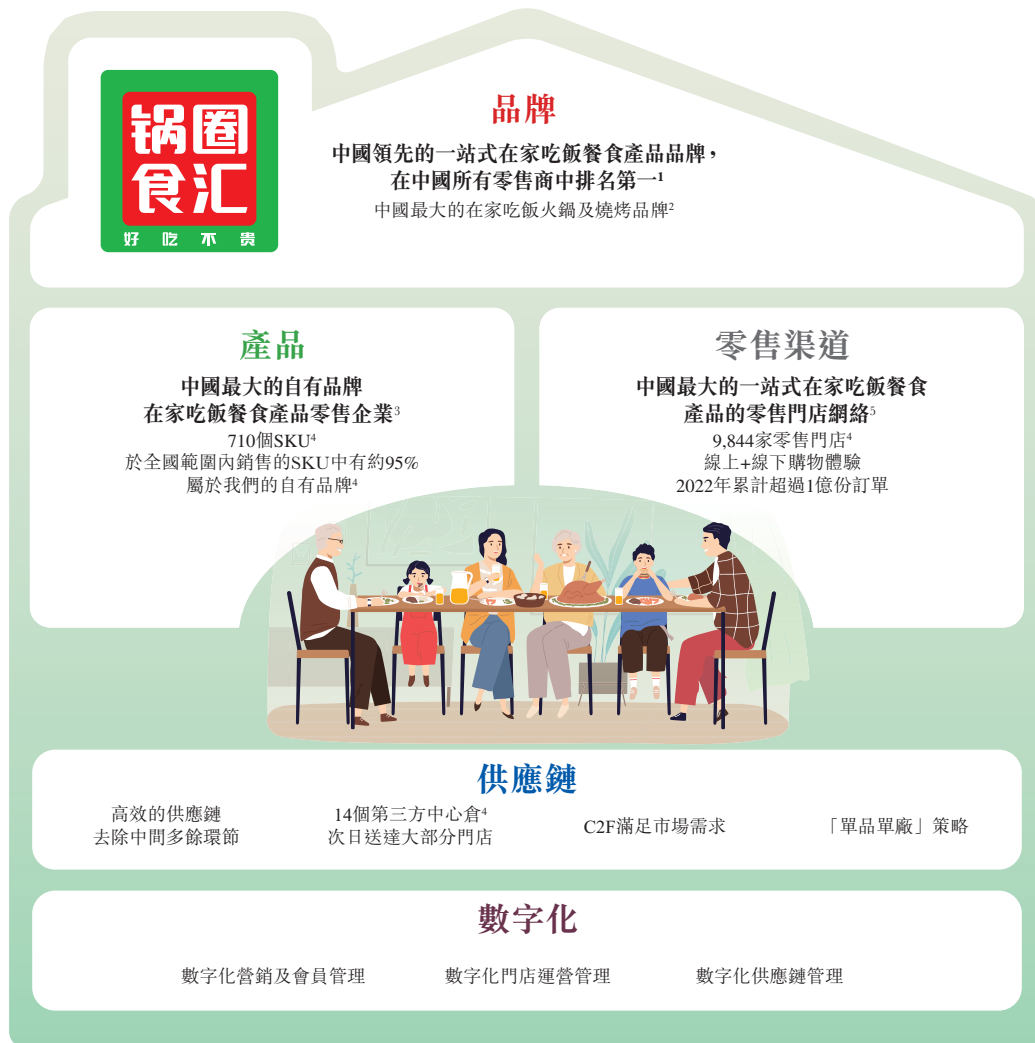 锅圈
食汇
好吃不贵
品牌
中國領先的一站式在家吃飯餐食產品品牌，
在中國所有零售商中排名第一¹
中國最大的在家吃飯火鍋及燒烤品牌²
產品
中國最大的自有品牌
在家吃飯餐食產品零售企業³
710個SKU⁴
於全國範圍內銷售的SKU中有約95%
屬於我們的自有品牌⁴
零售渠道
中國最大的一站式在家吃飯餐食
產品的零售門店網絡⁵
9,844家零售門店⁴
線上+線下購物體驗
2022年累計超過1億份訂單
供應鏈
高效的供應鏈
去除中間多餘環節
14個第三方中心倉⁴
次日送達大部分門店
C2F滿足市場需求
「單品單廠」策略
數字化
數字化營銷及會員管理
數字化門店運營管理
數字化供應鏈管理